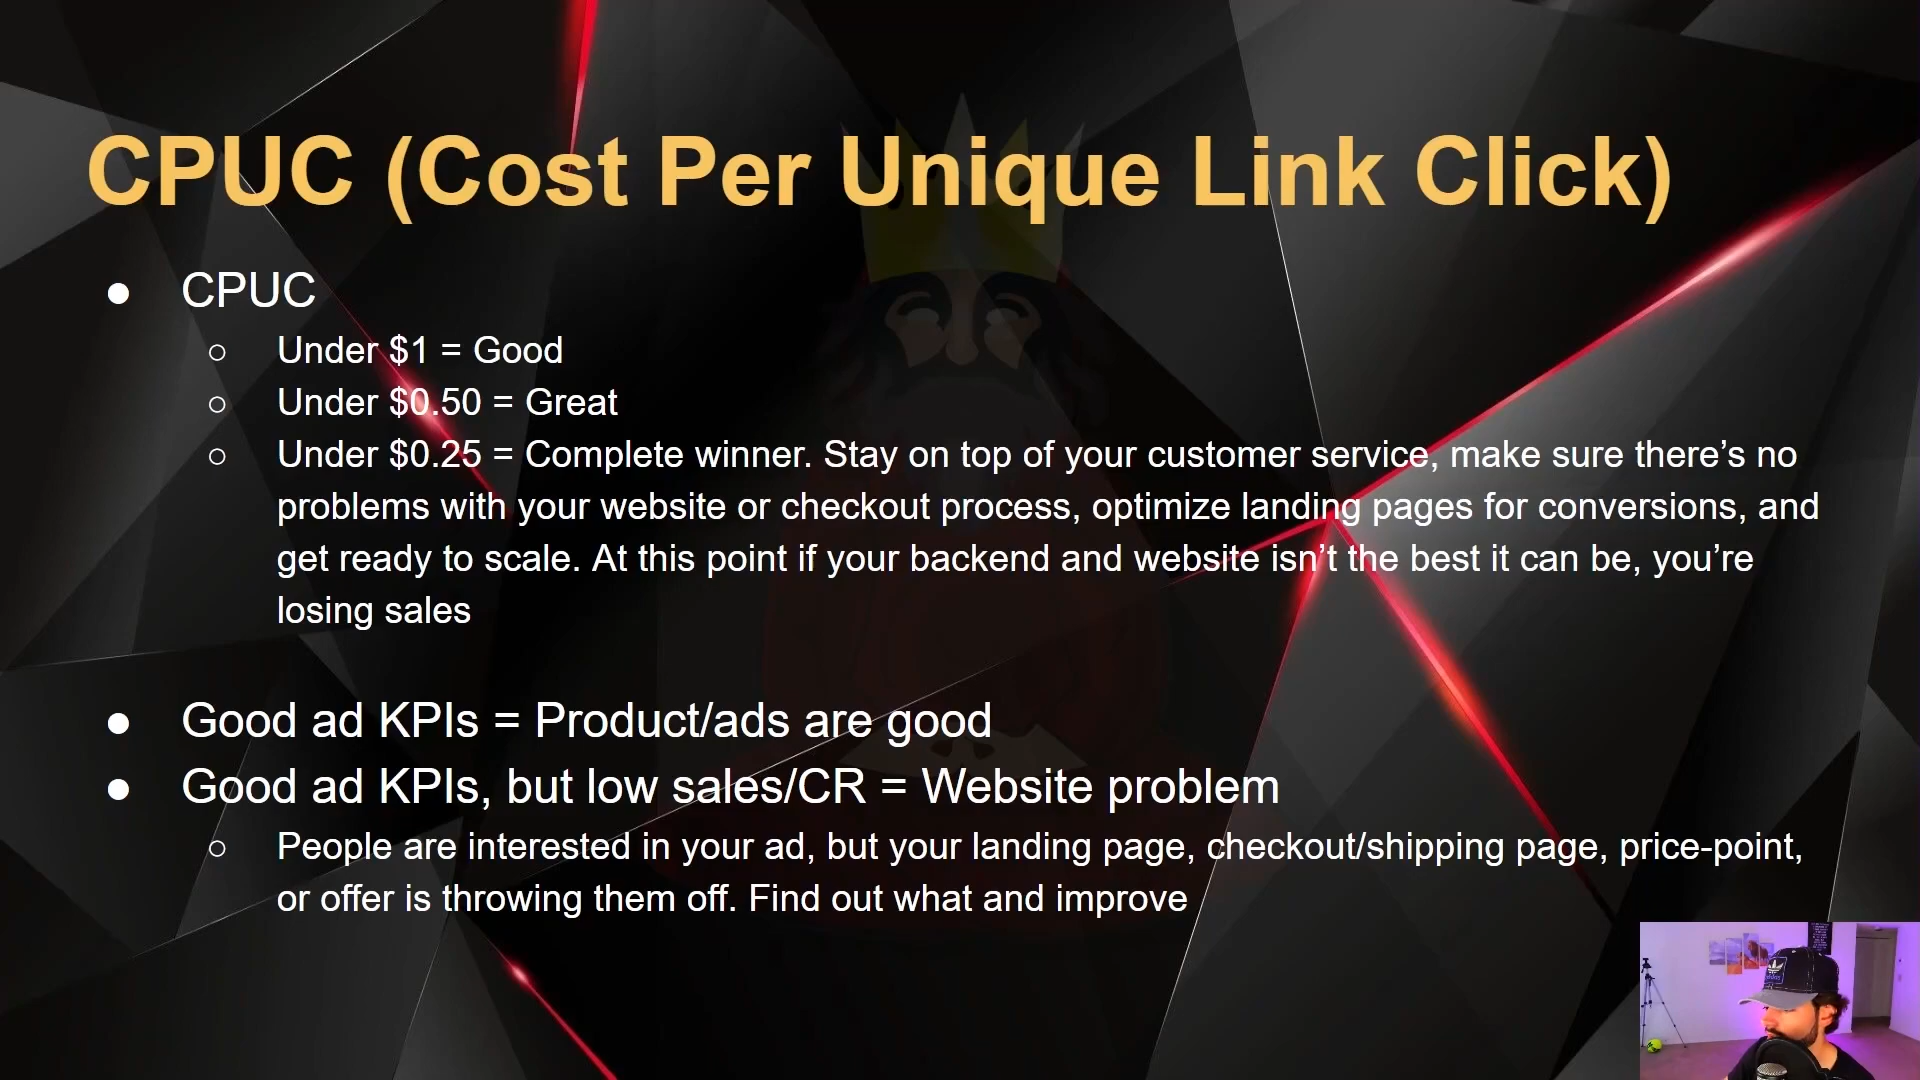 CPUC (Cost Per Unique Link Click)
● CPUC
○ Under $1 = Good
○ Under $0.50 = Great
○ Under $0.25 = Complete winner. Stay on top of your customer service, make sure there’s no
problems with your website or checkout process, optimize landing pages for conversions, and
get ready to scale. At this point if your backend and website isn’t the best it can be, you’re
losing sales
● Good ad KPIs = Product/ads are good
● Good ad KPIs, but low sales/CR = Website problem
○ People are interested in your ad, but your landing page, checkout/shipping page, price-point,
or offer is throwing them off. Find out what and improve